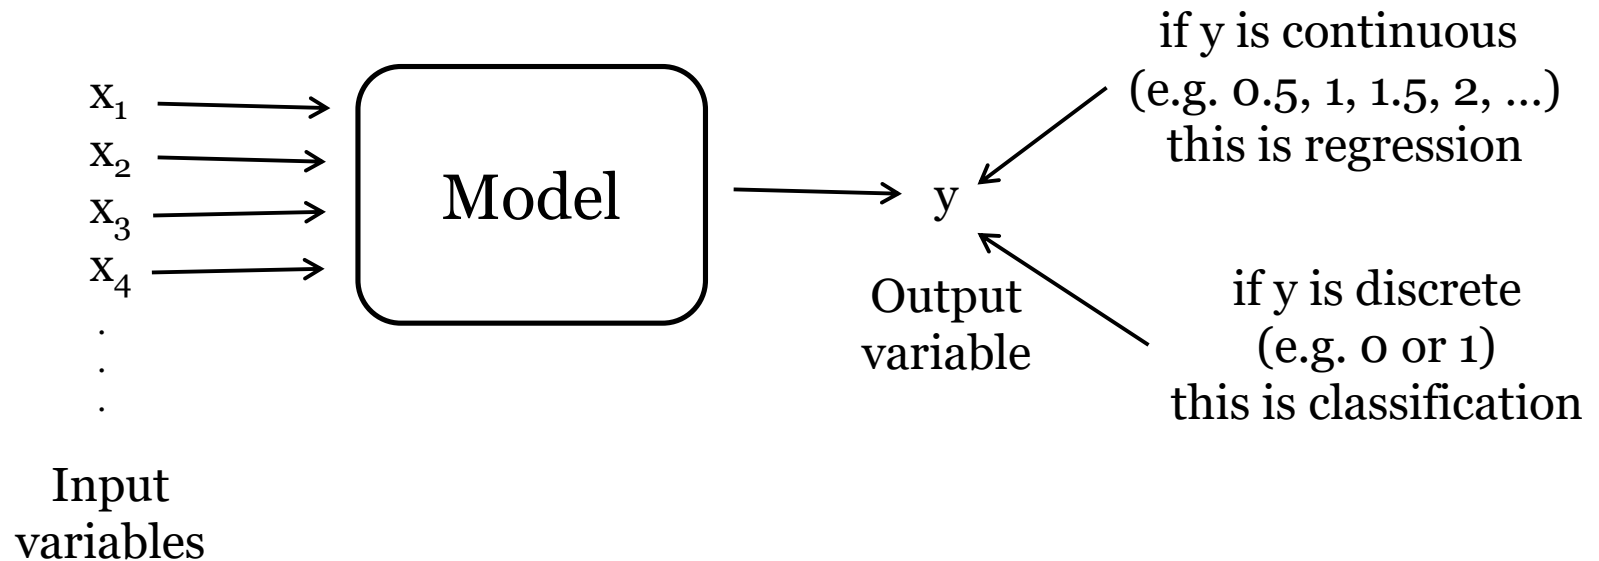 x₁
x₂
x₃
x₄
.
.
.
Input
variables
Model
y
Output
variable
if y is continuous
(e.g. 0.5, 1, 1.5, 2, ...)
this is regression
if y is discrete
(e.g. 0 or 1)
this is classification